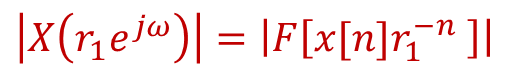 |X(r₁e^{jω})| = |F[x[n]r₁^{-n} ]|